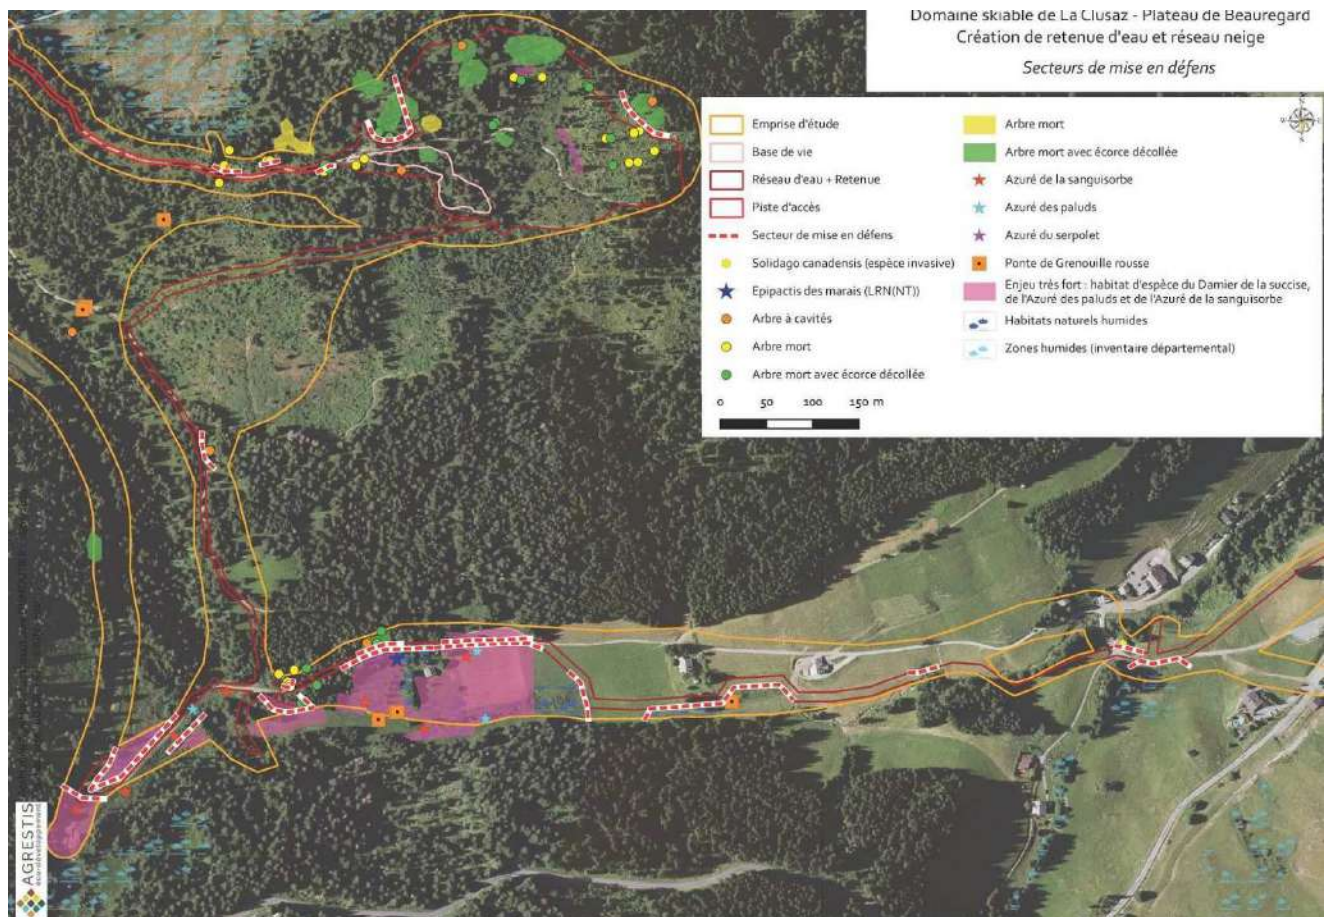 Domaine skiable de La Clusaz - Plateau de Beauregard
Création de retenue d'eau et réseau neige
Secteurs de mise en défens
Emprise d'étude
Base de vie
Réseau d'eau + Retenue
Piste d'accès
Secteur de mise en défens
Solidago canadensis (espèce invasive)
Epipactis des marais (LRN(NT))
Arbre à cavités
Arbre mort
Arbre mort avec écorce décollée
0 50 100 150 m
Arbre mort
Arbre mort avec écorce décollée
Azuré de la sanguisorbe
Azuré des paluds
Azuré du serpolet
Ponte de Grenouille rousse
Enjeu très fort : habitat d'espèce du Damier de la succise,
de l'Azuré des paluds et de l'Azuré de la sanguisorbe
Habitats naturels humides
Zones humides (inventaire départemental)
AGRESTIS
éco-développement